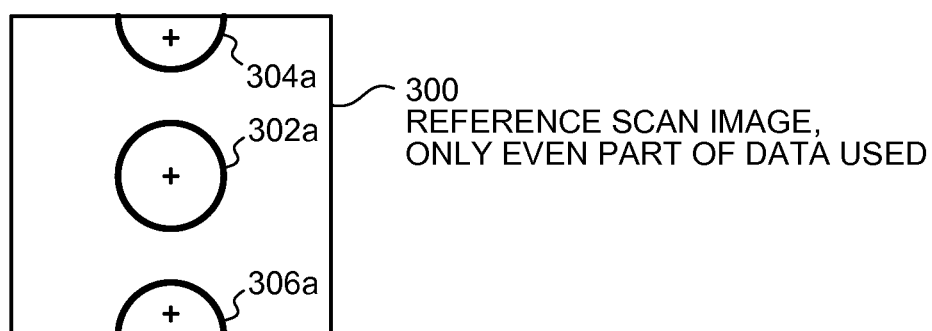 304a
300
REFERENCE SCAN IMAGE,
ONLY EVEN PART OF DATA USED
302a
306a